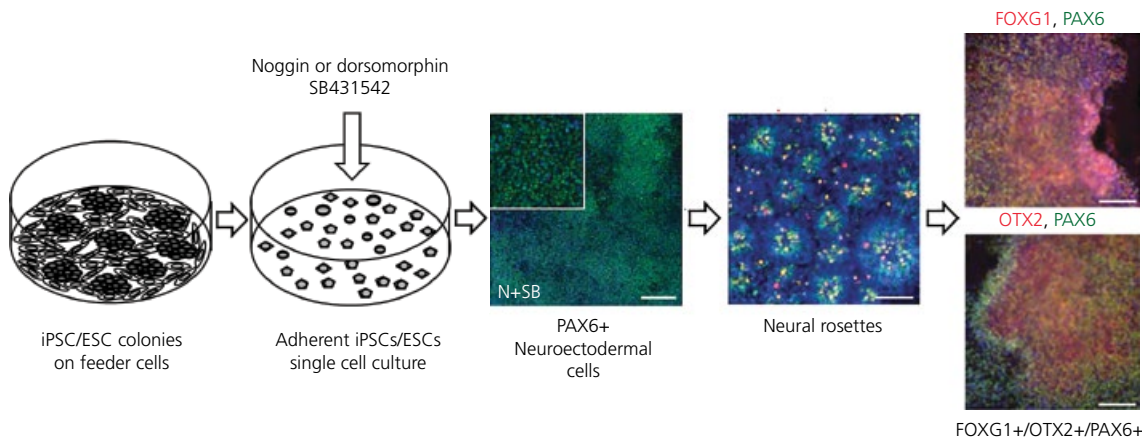 FOXG1, PAX6
Noggin or dorsomorphin
SB431542
N+SB
OTX2, PAX6
iPSC/ESC colonies
on feeder cells
Adherent iPSCs/ESCs
single cell culture
PAX6+
Neuroectodermal
cells
Neural rosettes
FOXG1+/OTX2+/PAX6+